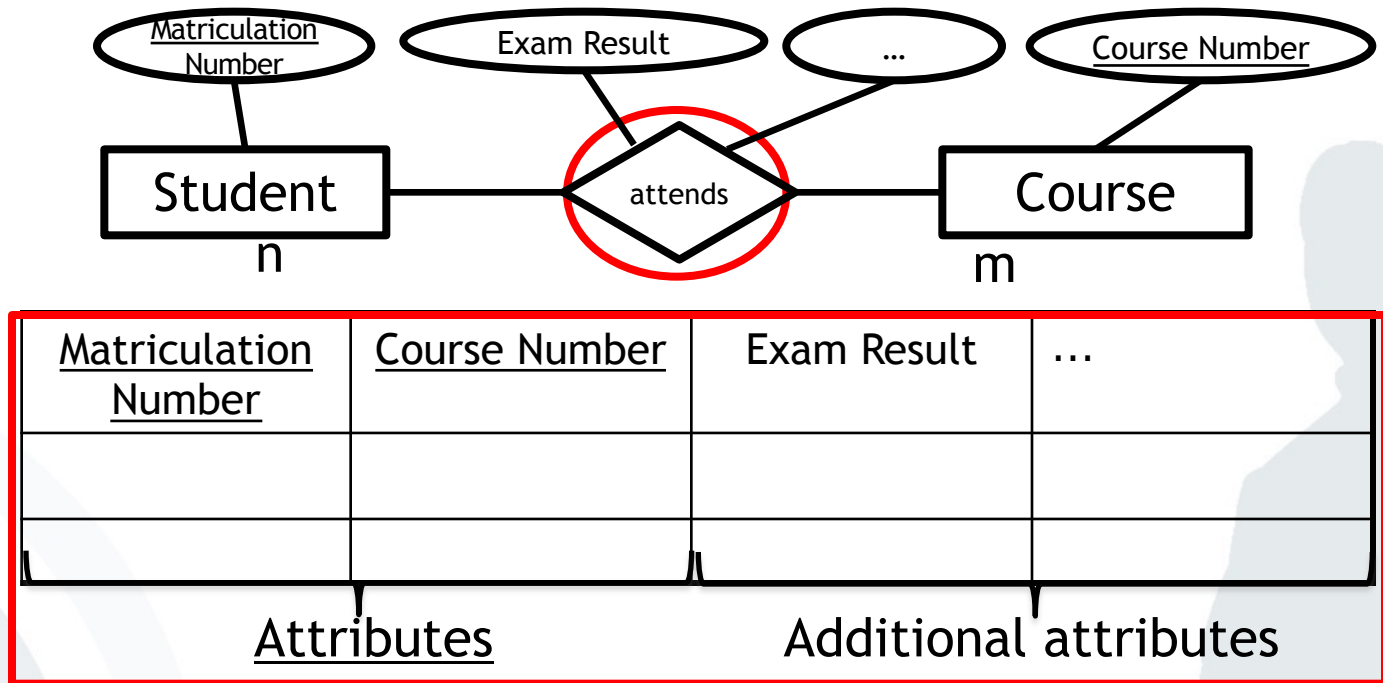 Matriculation
Number
Exam Result
...
Course Number
Student
attends
Course
n
m
Matriculation
Number
Course Number
Exam Result
...
Attributes
Additional attributes